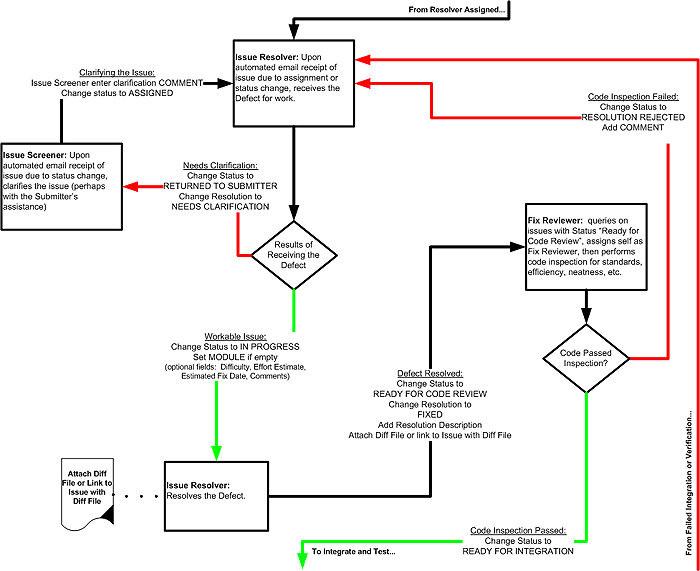 From Resolver Assigned...
Issue Resolver: Upon
automated email receipt of
issue due to assignment or
status change, receives the
Defect for work.
Clarifying the Issue:
Issue Screener enter clarification COMMENT
Change status to ASSIGNED
Code Inspection Failed:
Change Status to
RESOLUTION REJECTED
Add COMMENT
Issue Screener: Upon
automated email receipt of
issue due to status change,
clarifies the issue (perhaps
with the Submitter's
assistance)
Needs Clarification:
Change Status to
RETURNED TO SUBMITTER
Change Resolution to
NEEDS CLARIFICATION
Results of
Receiving the
Defect
Fix Reviewer: queries on
issues with Status "Ready for
Code Review", assigns self as
Fix Reviewer, then performs
code inspection for standards,
efficiency, neatness, etc.
Workable Issue:
Change Status to IN PROGRESS
Set MODULE if empty
(optional fields: Difficulty, Effort Estimate,
Estimated Fix Date, Comments)
Code Passed
Inspection?
Defect Resolved:
Change Status to
READY FOR CODE REVIEW
Change Resolution to
FIXED
Add Resolution Description
Attach Diff File or link to Issue with Diff File
Attach Diff
File or Link to
Issue with
Diff File
Issue Resolver:
Resolves the Defect.
Code Inspection Passed:
Change Status to
READY FOR INTEGRATION
To Integrate and Test...
From Failed Integration or Verification...